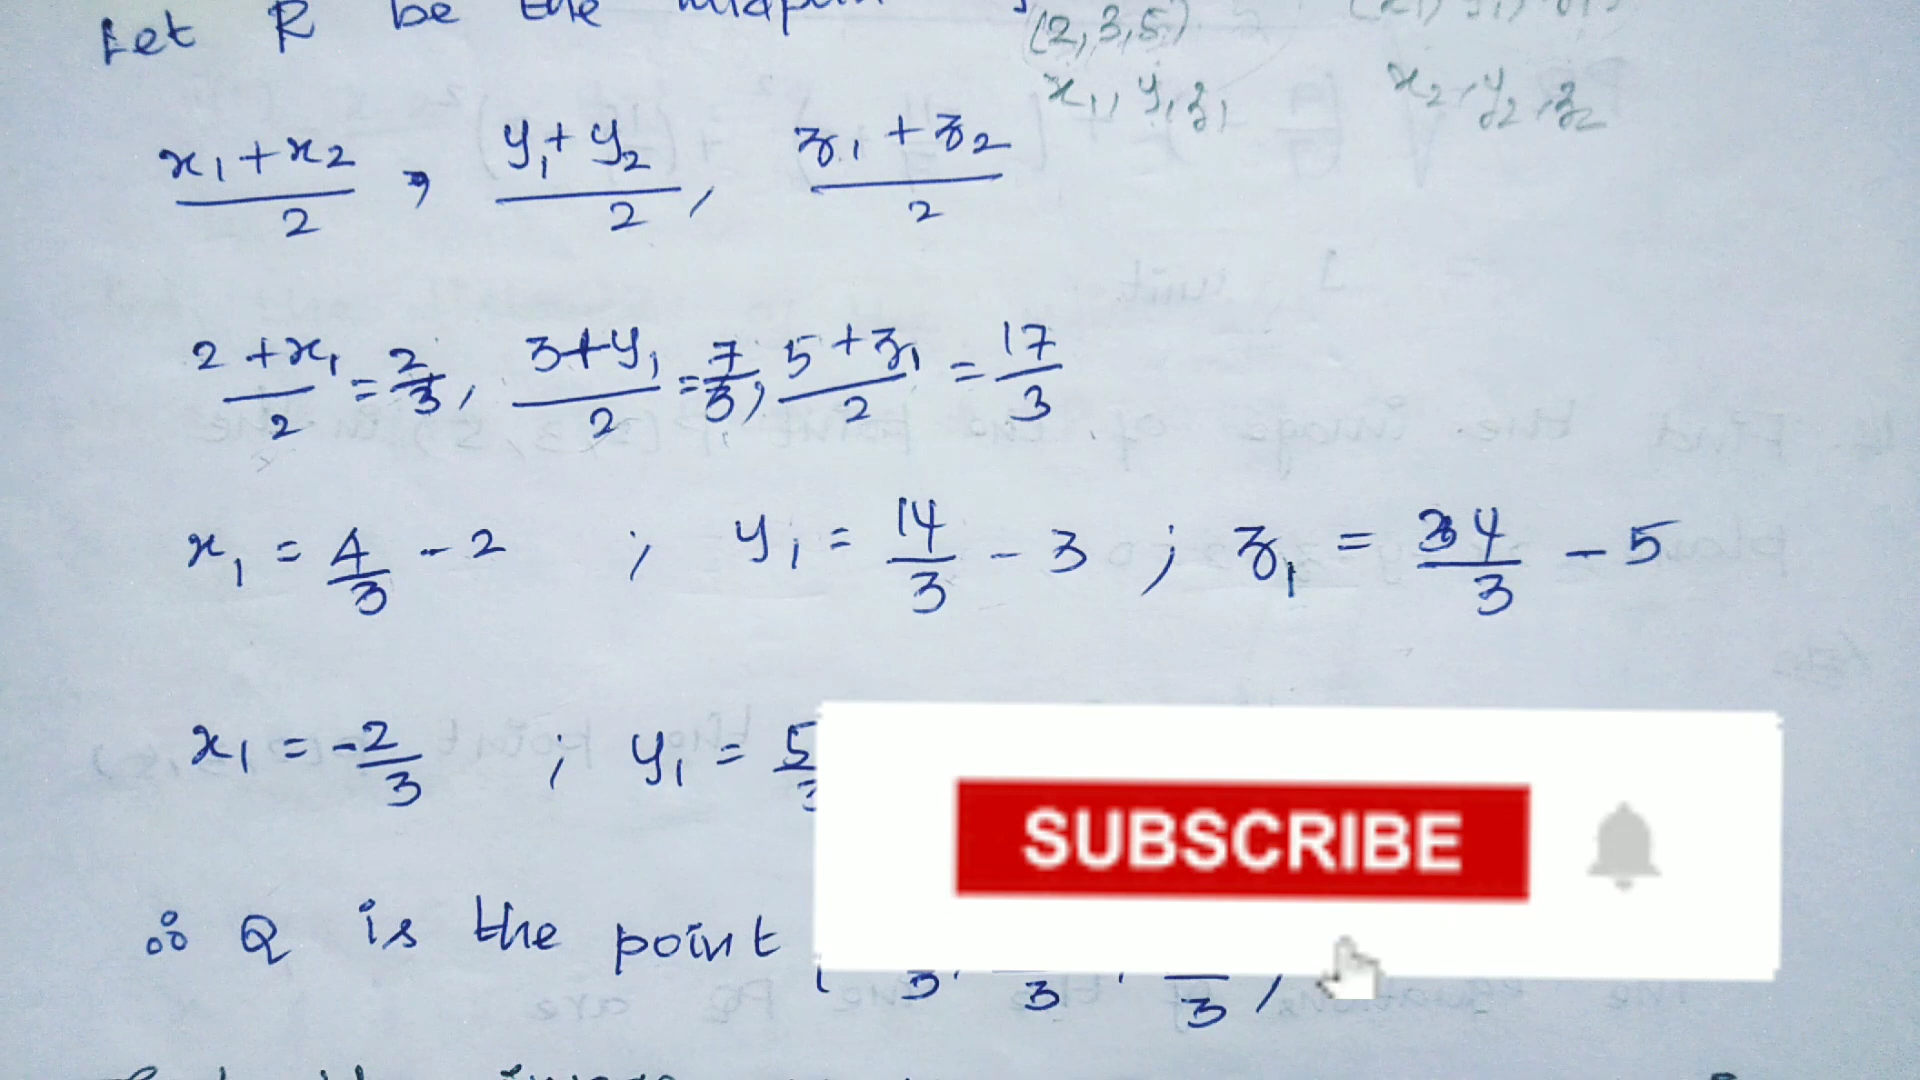 Let R be the
(2,3,5)
x₁, y₁, z₁ x₂, y₂, z₂
x₁+x₂/2 , y₁+y₂/2 , z₁+z₂/2
2+x₁/2 = 2/3 , 3+y₁/2 = 7/3 , 5+z₁/2 = 17/3
x₁ = 4/3 - 2 ; y₁ = 14/3 - 3 ; z₁ = 34/3 - 5
x₁ = -2/3 ; y₁ = 5
SUBSCRIBE
∴ Q is the point
3 , 3 , 3 )